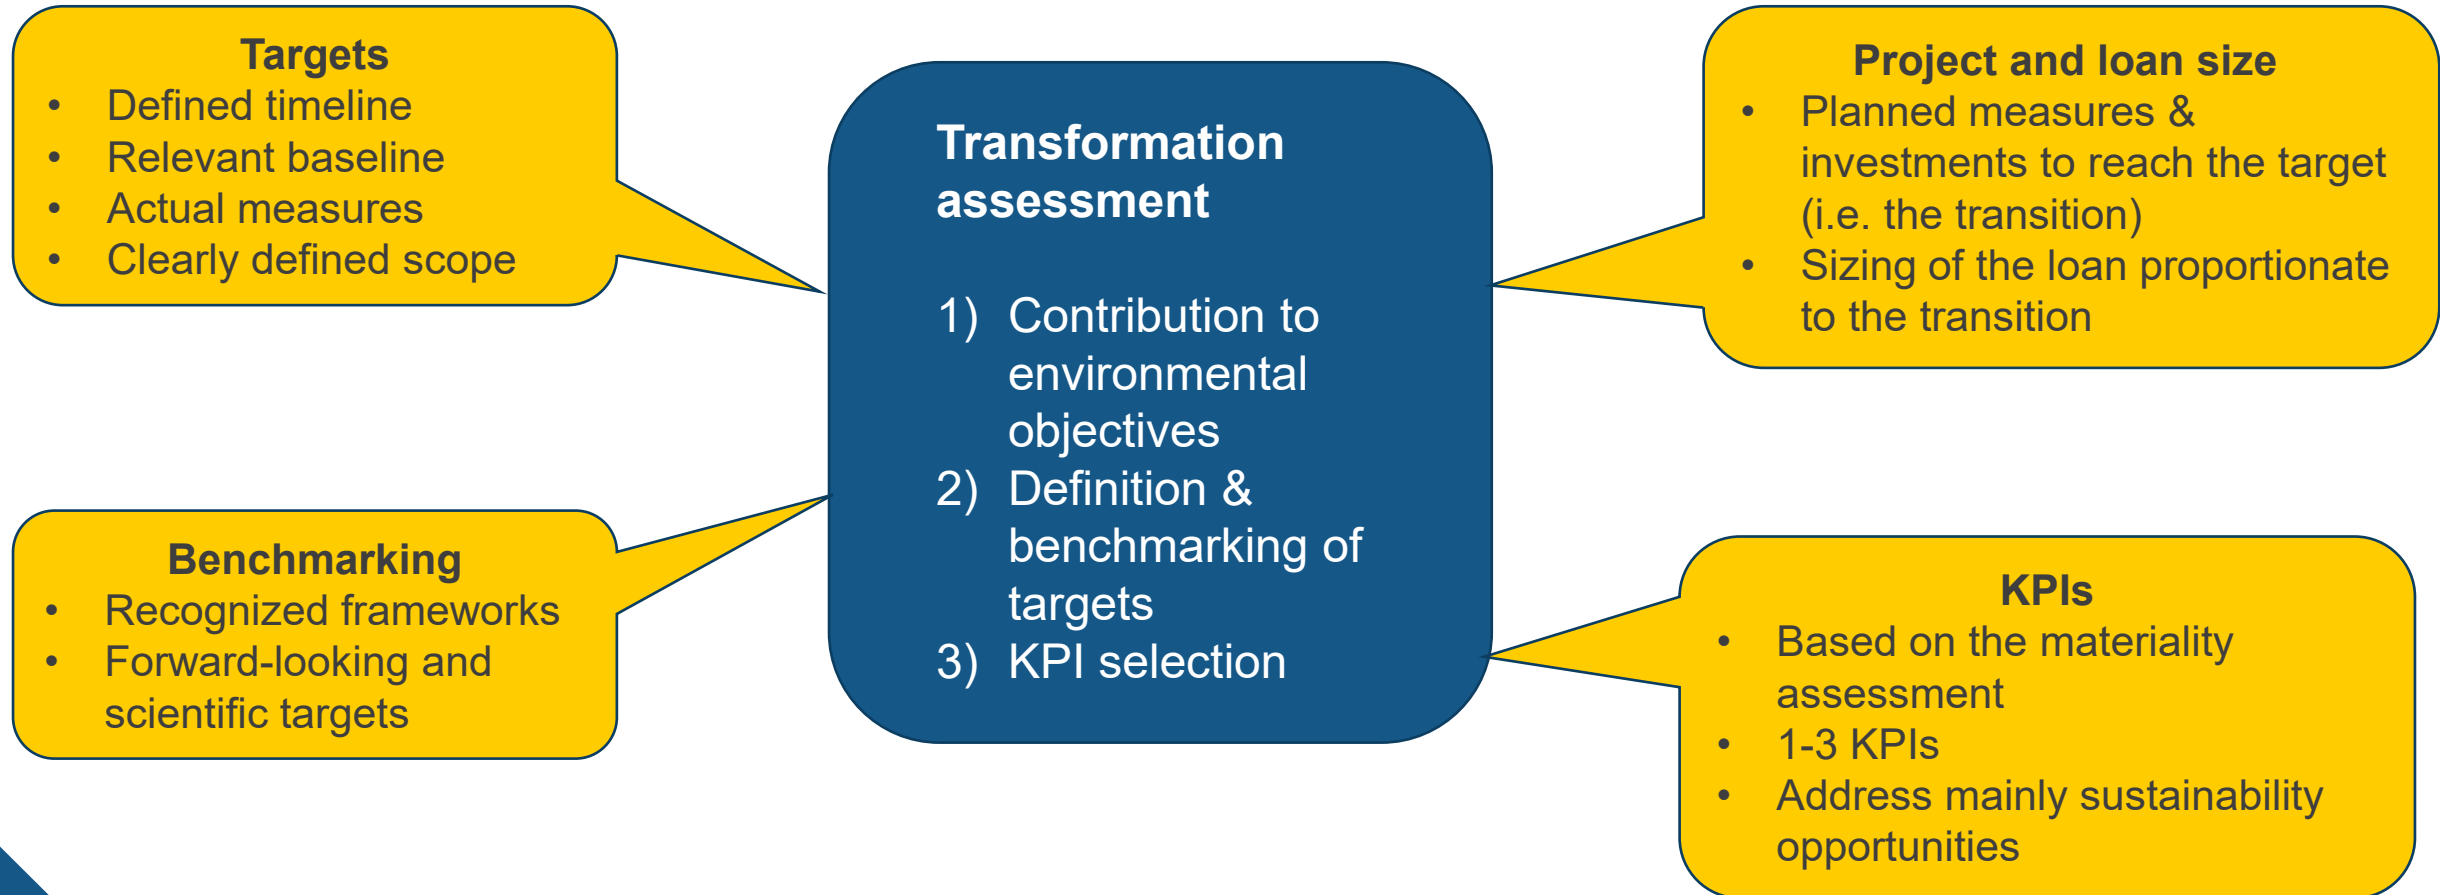 Targets
• Defined timeline
• Relevant baseline
• Actual measures
• Clearly defined scope
Benchmarking
• Recognized frameworks
• Forward-looking and
scientific targets
Transformation
assessment
1) Contribution to
environmental
objectives
2) Definition &
benchmarking of
targets
3) KPI selection
Project and loan size
• Planned measures &
investments to reach the target
(i.e. the transition)
• Sizing of the loan proportionate
to the transition
KPIs
• Based on the materiality
assessment
• 1-3 KPIs
• Address mainly sustainability
opportunities